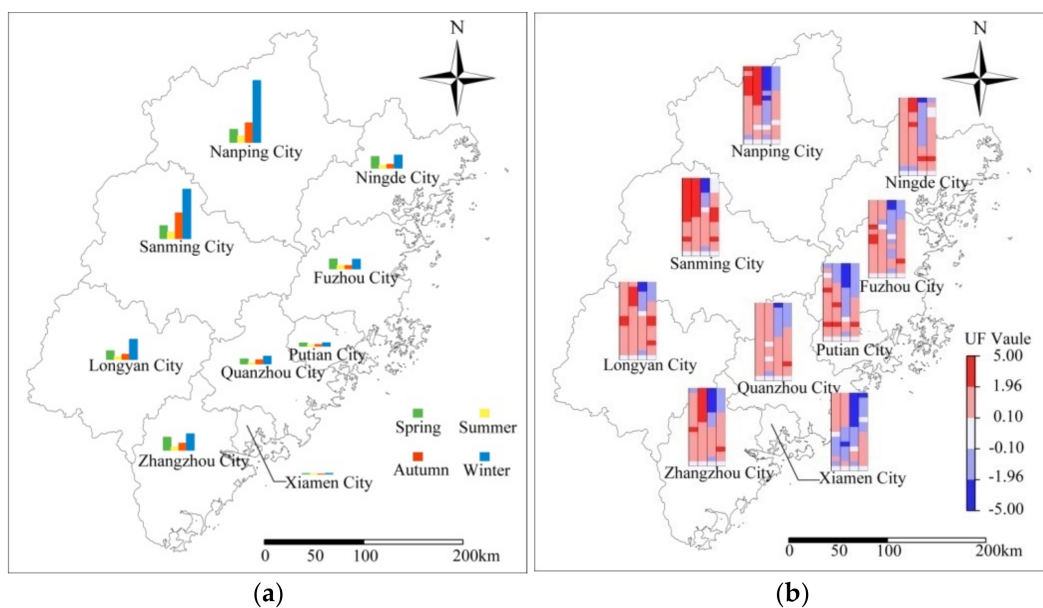 N
Nanping City
Ningde City
Sanming City
Fuzhou City
Longyan City
Putian City
Quanzhou City
Zhangzhou City
Xiamen City
Spring
Summer
Autumn
Winter
0 50 100 200km
(a)
N
Nanping City
Ningde City
Sanming City
Fuzhou City
Longyan City
Putian City
Quanzhou City
Zhangzhou City
Xiamen City
UF Vaule
5.00
1.96
0.10
-0.10
-1.96
-5.00
0 50 100 200km
(b)